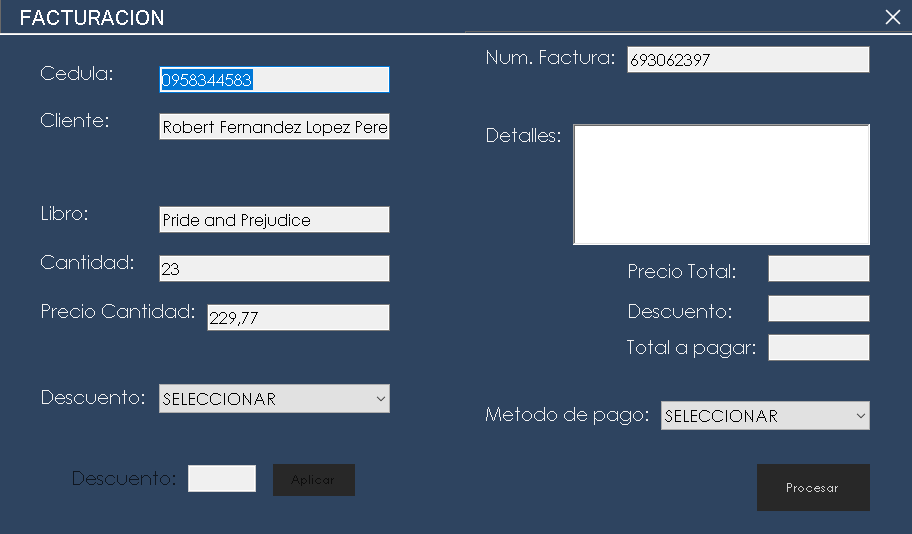 FACTURACION
Cedula: 0958344583
Cliente: Robert Fernandez Lopez Pere
Libro: Pride and Prejudice
Cantidad: 23
Precio Cantidad: 229,77
Descuento: SELECCIONAR
Descuento: Aplicar
Num. Factura: 693062397
Detalles:
Precio Total:
Descuento:
Total a pagar:
Metodo de pago: SELECCIONAR
Procesar